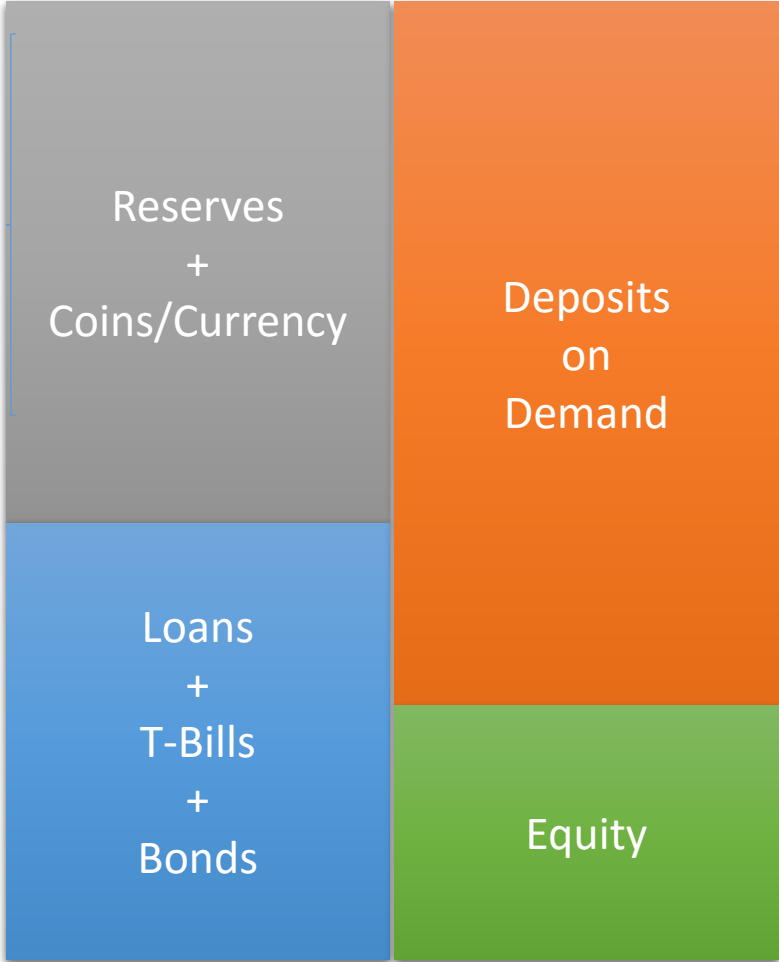 Reserves
+
Coins/Currency
Loans
+
T-Bills
+
Bonds
Deposits
on
Demand
Equity